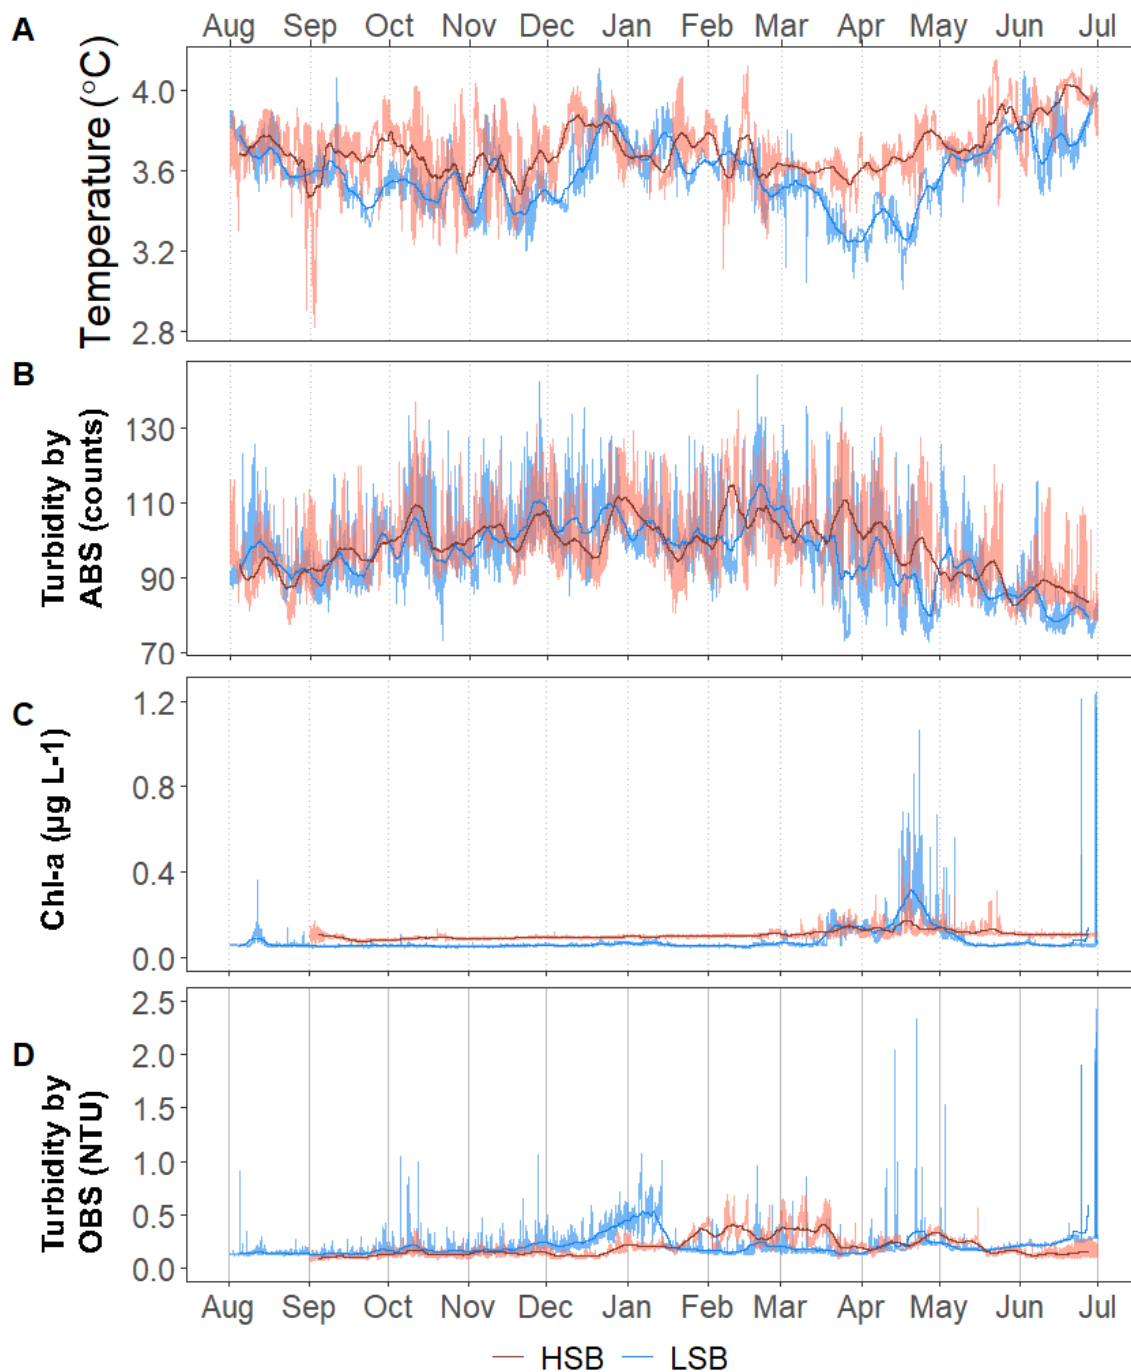 A
Aug Sep Oct Nov Dec Jan Feb Mar Apr May Jun Jul
Temperature (°C)
4.0
3.6
3.2
2.8
B
Turbidity by
ABS (counts)
130
110
90
70
C
Chl-a (µg L-1)
1.2
0.8
0.4
0.0
D
Turbidity by
OBS (NTU)
2.5
2.0
1.5
1.0
0.5
0.0
Aug Sep Oct Nov Dec Jan Feb Mar Apr May Jun Jul
HSB LSB